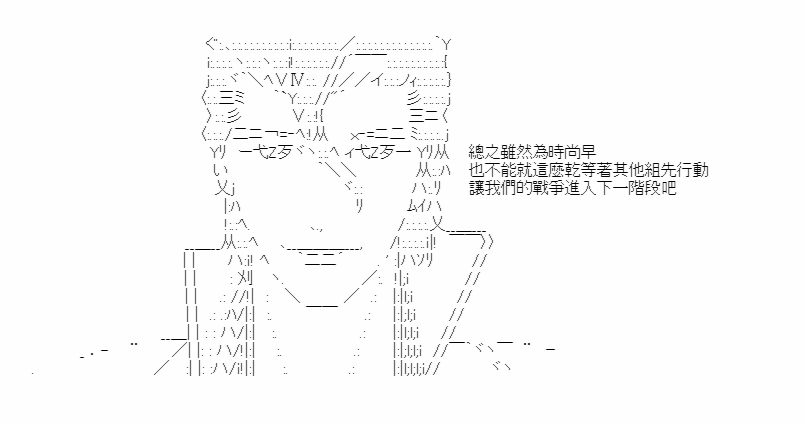 總之雖然為時尚早
也不能就這麼乾等著其他組先行動
讓我們的戰爭進入下一階段吧